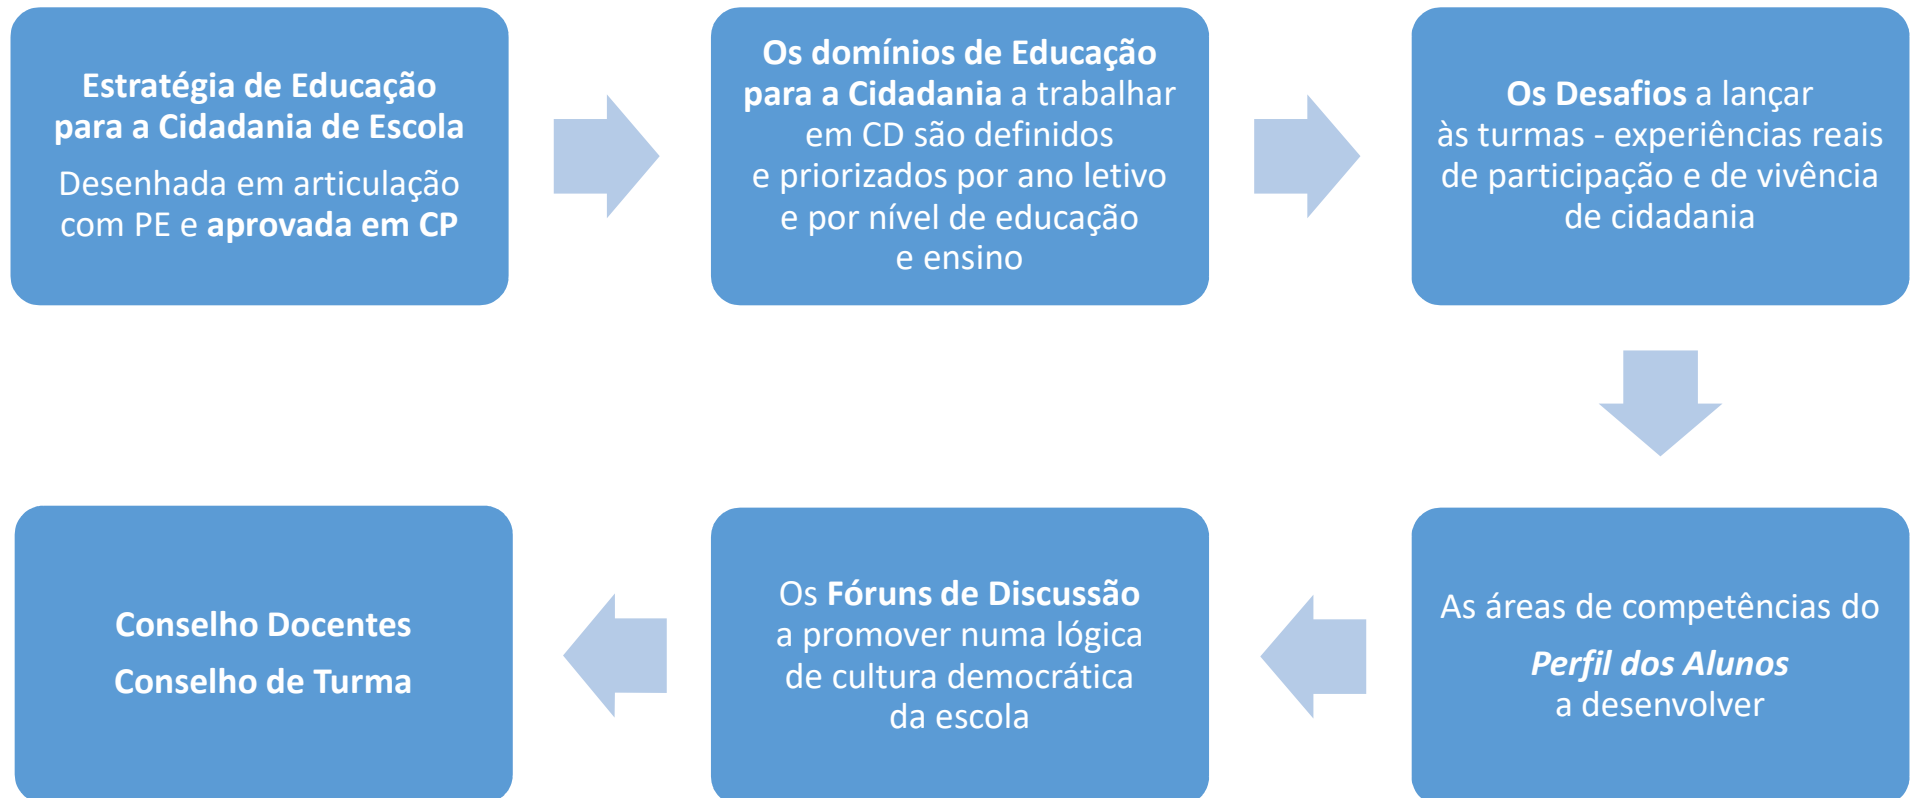 Estratégia de Educação
para a Cidadania de Escola
Desenhada em articulação
com PE e aprovada em CP
Os domínios de Educação
para a Cidadania a trabalhar
em CD são definidos
e priorizados por ano letivo
e por nível de educação
e ensino
Os Desafios a lançar
às turmas - experiências reais
de participação e de vivência
de cidadania
As áreas de competências do
Perfil dos Alunos
a desenvolver
Os Fóruns de Discussão
a promover numa lógica
de cultura democrática
da escola
Conselho Docentes
Conselho de Turma